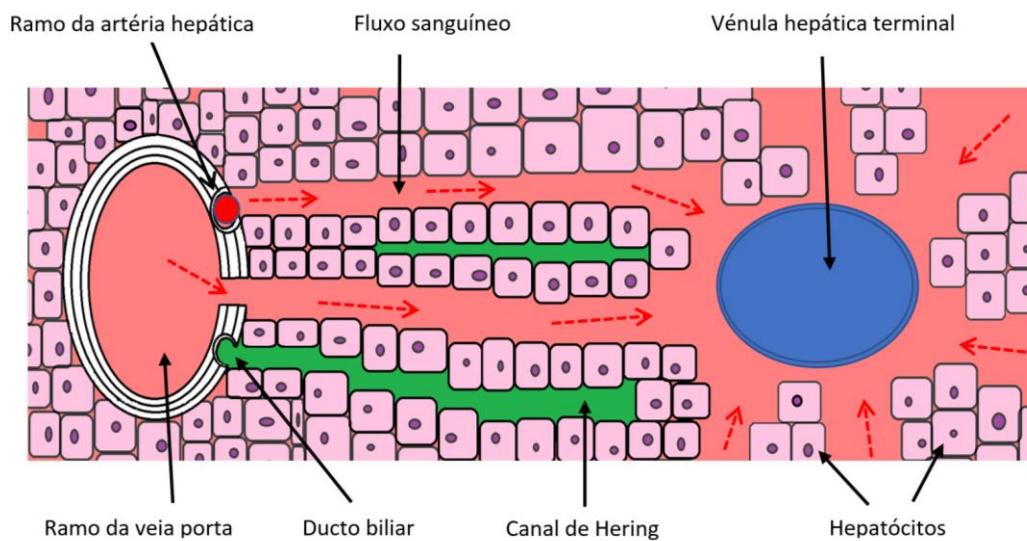 Ramo da artéria hepática
Fluxo sanguíneo
Vénula hepática terminal
Ramo da veia porta
Ducto biliar
Canal de Hering
Hepatócitos